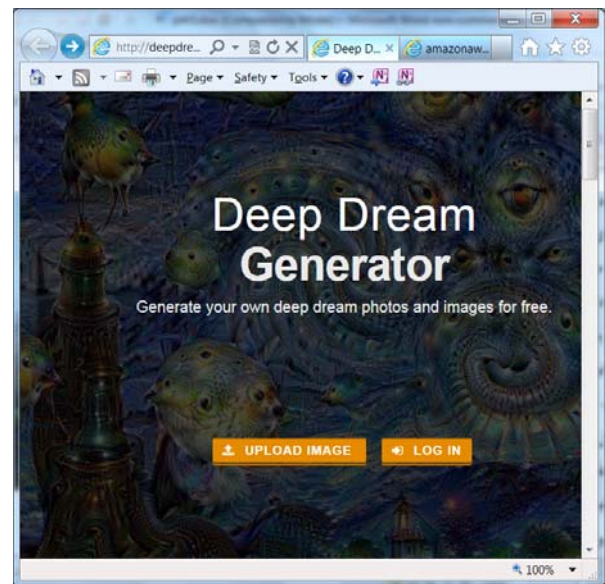 http://deepdre...
Deep D...
amazonaw...
Page
Safety
Tools
Deep Dream
Generator
Generate your own deep dream photos and images for free.
UPLOAD IMAGE
LOG IN
100%